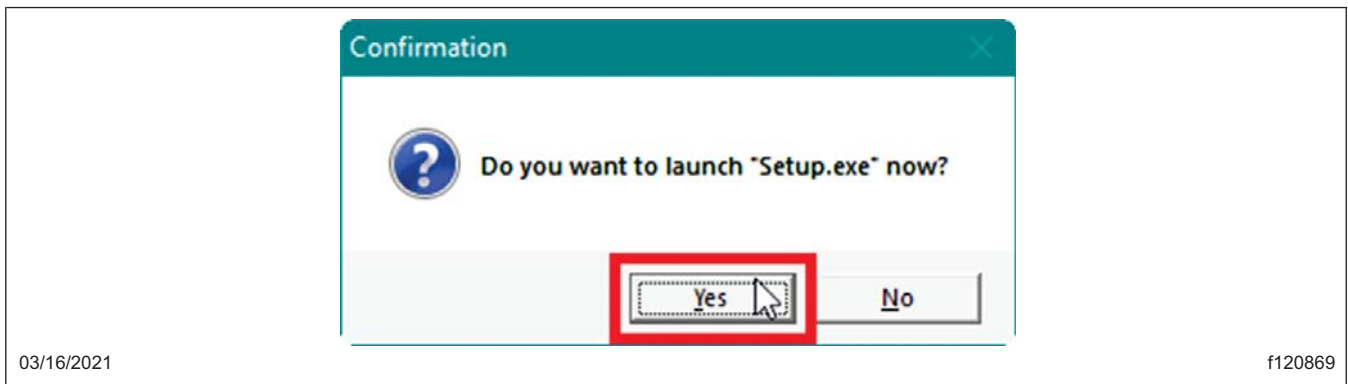 Confirmation
Do you want to launch "Setup.exe" now?
Yes No
03/16/2021 f120869